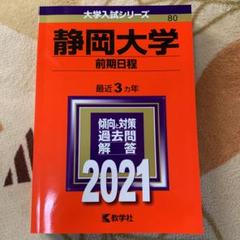 大学入試シリーズ
80
静岡大学
前期日程
最近3ヵ年
傾向と対策
過去問
解答
2021
教学社